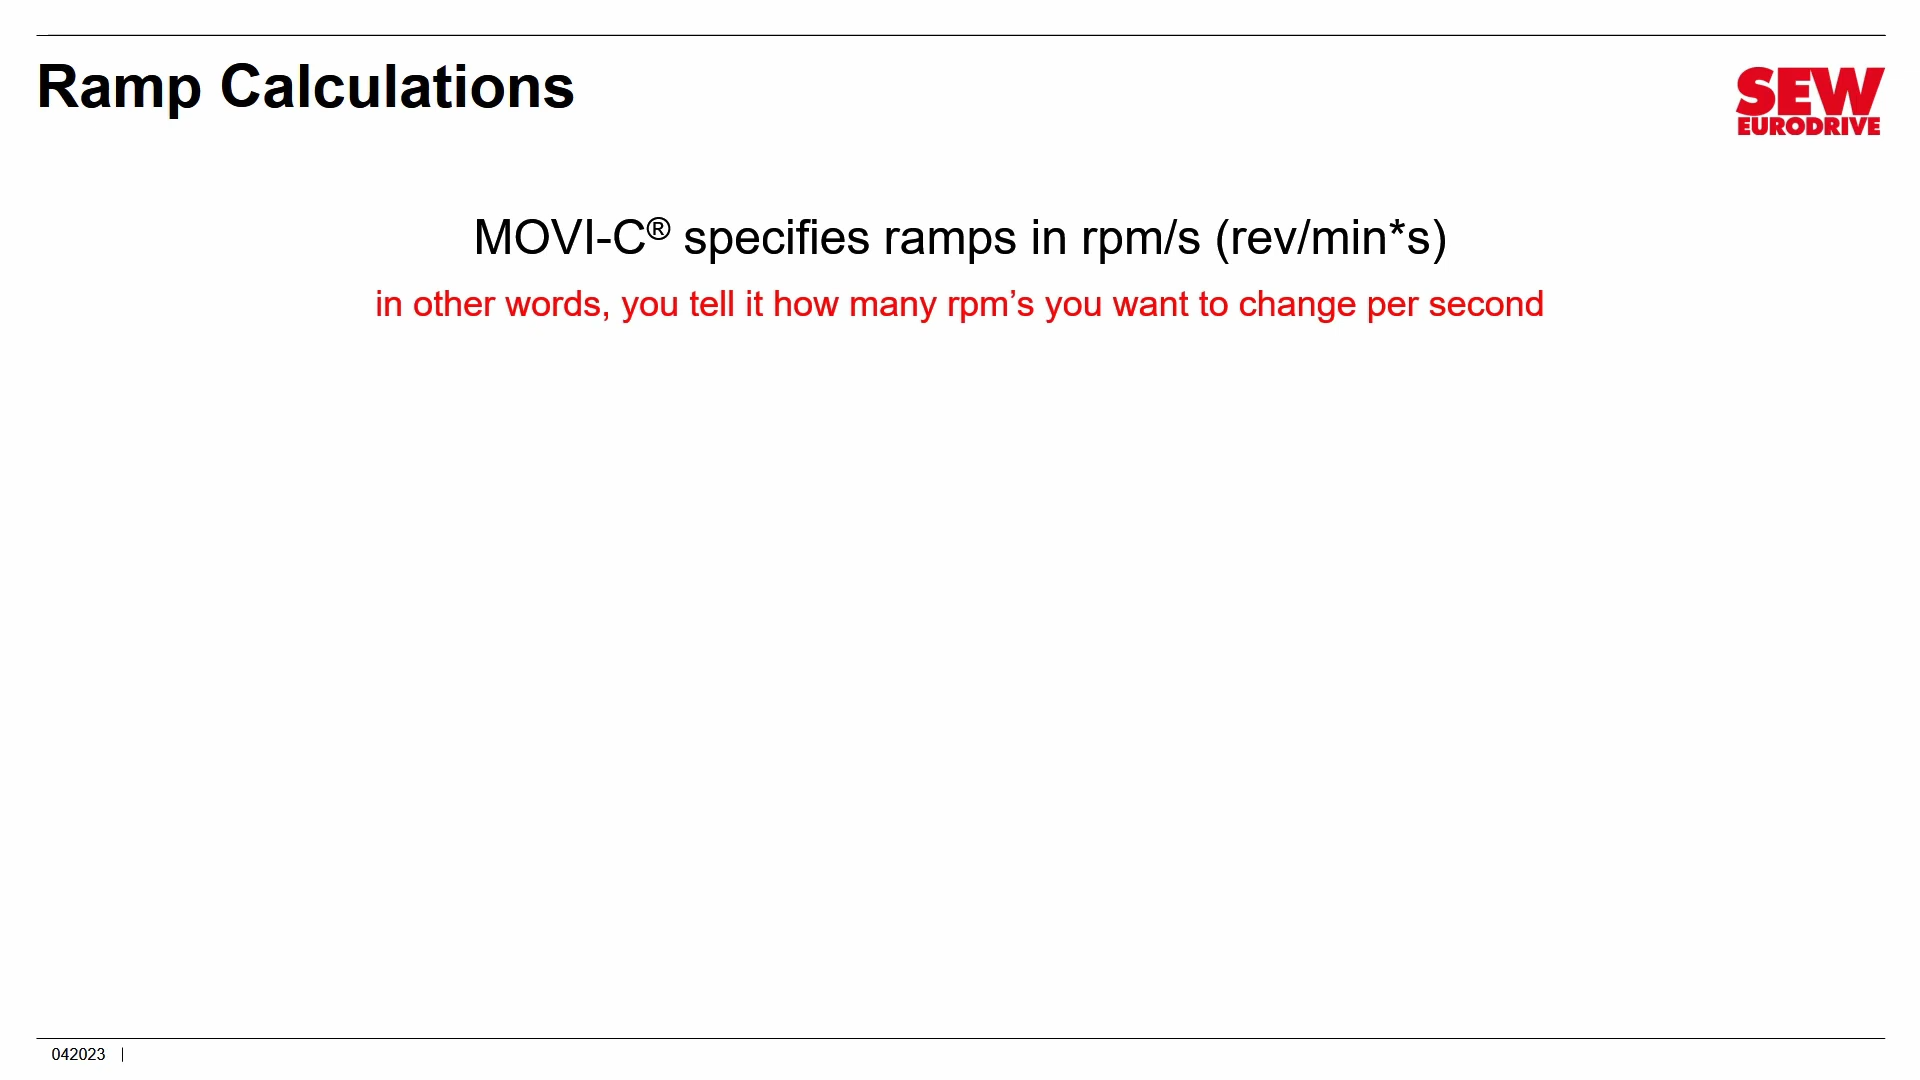 Ramp Calculations
SEW
EURODRIVE
MOVI-C® specifies ramps in rpm/s (rev/min*s)
in other words, you tell it how many rpm’s you want to change per second
042023 |